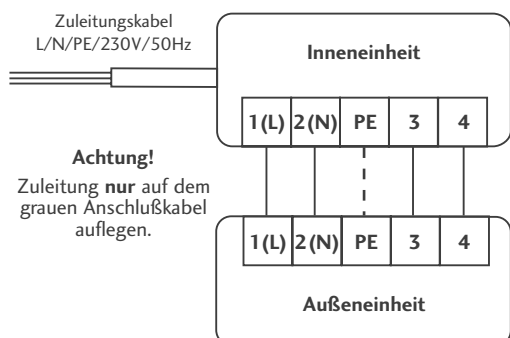 Zuleitungskabel
L/N/PE/230V/50Hz
Inneneinheit
1(L) 2(N) PE 3 4
Achtung!
Zuleitung nur auf dem
grauen Anschlußkabel
auflegen.
1(L) 2(N) PE 3 4
Außeneinheit